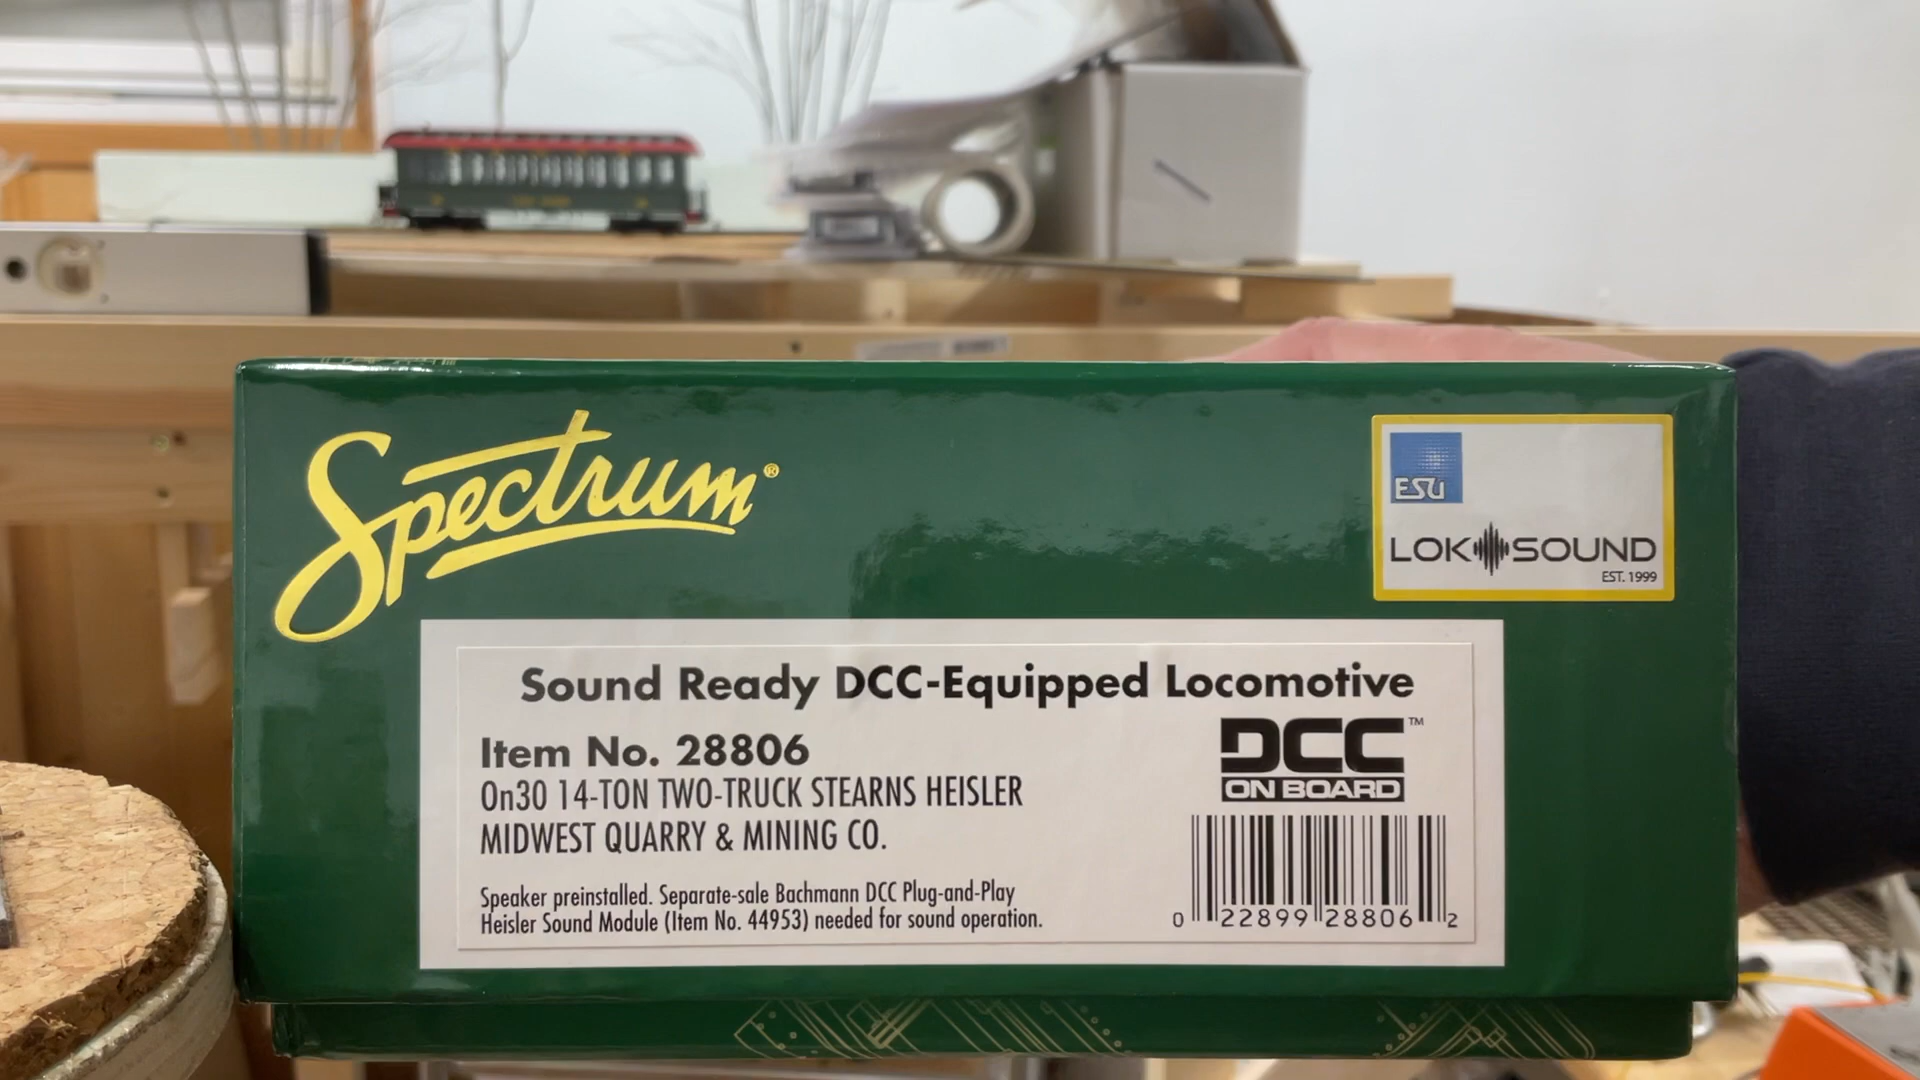 Spectrum®
ESU
LOKSOUND
EST. 1999
Sound Ready DCC-Equipped Locomotive
Item No. 28806
On30 14-TON TWO-TRUCK STEARNS HEISLER
MIDWEST QUARRY & MINING CO.
DCC™
ON BOARD
Speaker preinstalled. Separate-sale Bachmann DCC Plug-and-Play
Heisler Sound Module (Item No. 44953) needed for sound operation.
0 22899 28806 2